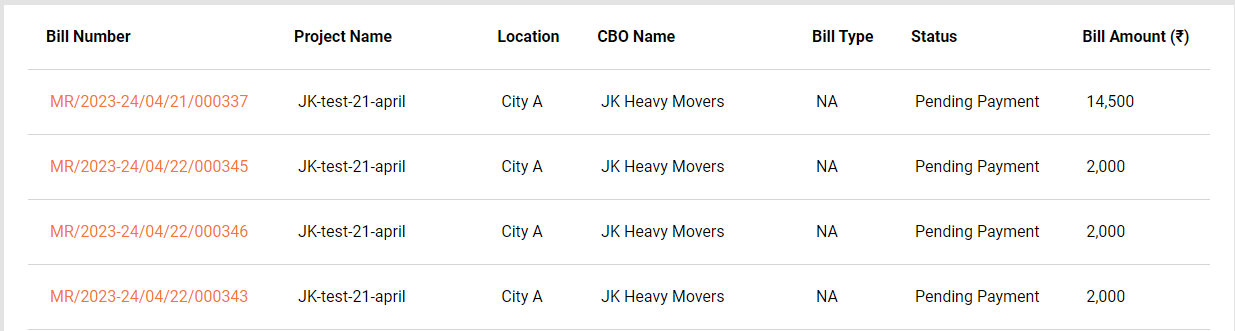 Bill Number Project Name Location CBO Name Bill Type Status Bill Amount (₹)
MR/2023-24/04/21/000337 JK-test-21-april City A JK Heavy Movers NA Pending Payment 14,500
MR/2023-24/04/22/000345 JK-test-21-april City A JK Heavy Movers NA Pending Payment 2,000
MR/2023-24/04/22/000346 JK-test-21-april City A JK Heavy Movers NA Pending Payment 2,000
MR/2023-24/04/22/000343 JK-test-21-april City A JK Heavy Movers NA Pending Payment 2,000